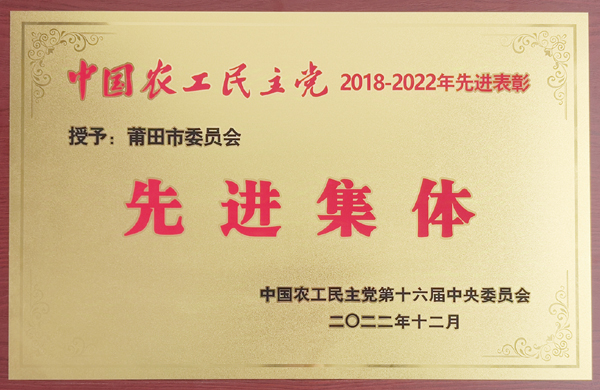 中国农工民主党 2018-2022年先进表彰
授予：莆田市委员会
先进集体
中国农工民主党第十六届中央委员会
二〇二二年十二月